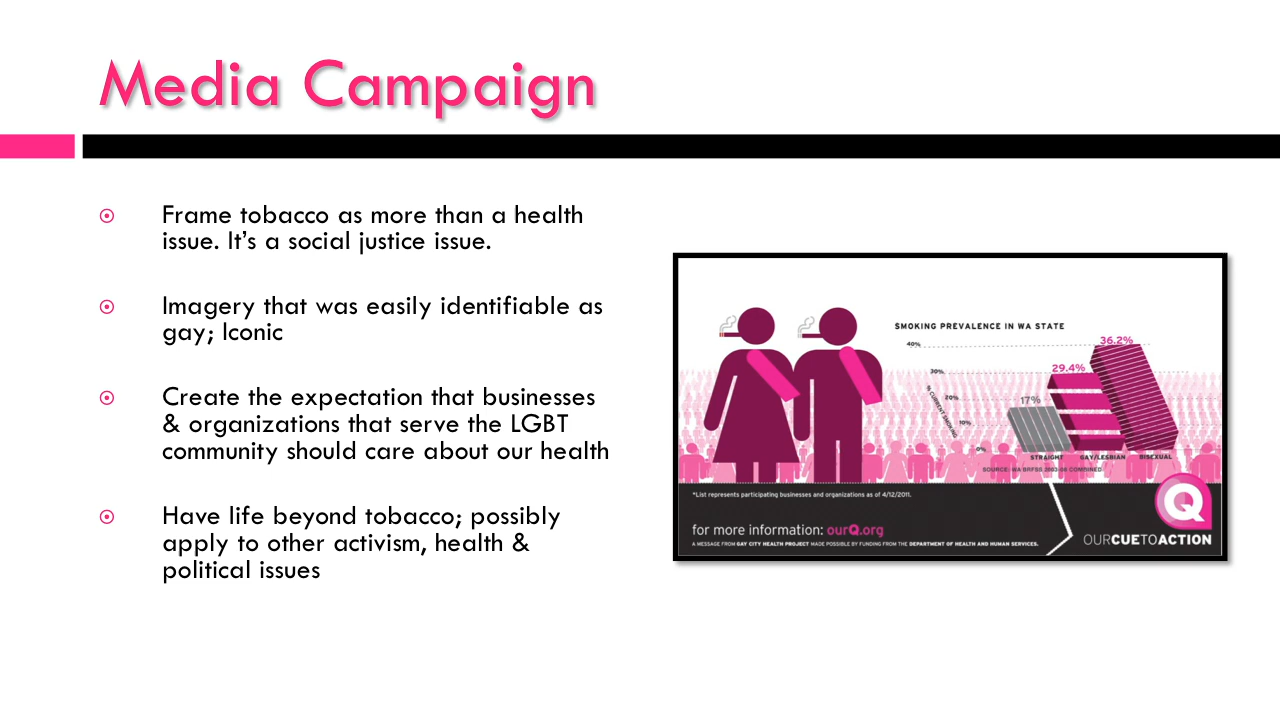 Media Campaign
Frame tobacco as more than a health
issue. It’s a social justice issue.
Imagery that was easily identifiable as
gay; Iconic
Create the expectation that businesses
& organizations that serve the LGBT
community should care about our health
Have life beyond tobacco; possibly
apply to other activism, health &
political issues
SMOKING PREVALENCE IN WA STATE
40%
36.2%
30%
29.4%
20%
17%
10%
0%
% CURRENT SMOKING
STRAIGHT GAY/LESBIAN BISEXUAL
SOURCE: WA BRFSS 2003-08 COMBINED
*List represents participating businesses and organizations as of 4/12/2011.
for more information: ourQ.org
A MESSAGE FROM GAY CITY HEALTH PROJECT MADE POSSIBLE BY FUNDING FROM THE DEPARTMENT OF HEALTH AND HUMAN SERVICES.
Q
OURCUETOACTION